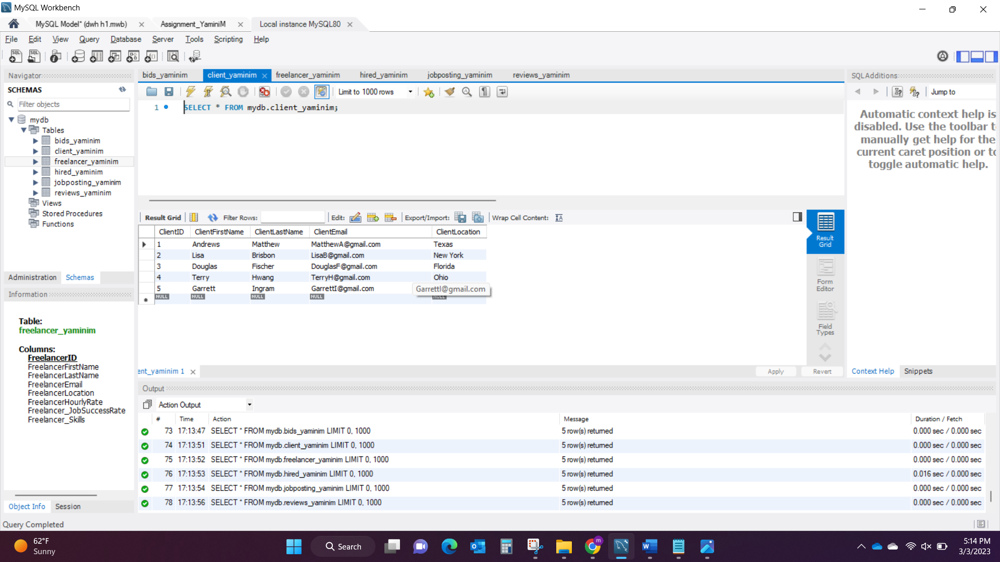 MySQL Workbench
MySQL Model* (dwh h1.mwb) Assignment_YaminiM Local instance MySQL80
File Edit View Query Database Server Tools Scripting Help
Navigator
SCHEMAS
Filter objects
mydb
Tables
bids_yaminim
client_yaminim
freelancer_yaminim
hired_yaminim
jobposting_yaminim
reviews_yaminim
Views
Stored Procedures
Functions
Administration Schemas
Information
Table:
freelancer_yaminim
Columns:
FreelancerID
FreelancerFirstName
FreelancerLastName
FreelancerEmail
FreelancerLocation
FreelancerHourlyRate
Freelancer_JobSuccessRate
Freelancer_Skills
Object Info Session
bids_yaminim client_yaminim freelancer_yaminim hired_yaminim jobposting_yaminim reviews_yaminim
Limit to 1000 rows
1 SELECT * FROM mydb.client_yaminim;
Result Grid Filter Rows: Edit: Export/Import: Wrap Cell Content:
ClientID ClientFirstName ClientLastName ClientEmail ClientLocation
1 Andrews Matthew MatthewA@gmail.com Texas
2 Lisa Brisbon LisaB@gmail.com New York
3 Douglas Fischer DouglasF@gmail.com Florida
4 Terry Hwang TerryH@gmail.com Ohio
5 Garrett Ingram GarrettI@gmail.com
GarrettI@gmail.com
NULL NULL NULL NULL NULL
Result
Grid
Form
Editor
Field
Types
ent_yaminim 1 Apply Revert
SQLAdditions
Jump to
Automatic context help is
disabled. Use the toolbar t
manually get help for the
current caret position or to
toggle automatic help.
Context Help Snippets
Output
Action Output
# Time Action Message Duration / Fetch
73 17:13:47 SELECT * FROM mydb.bids_yaminim LIMIT 0, 1000 5 row(s) returned 0.000 sec / 0.000 sec
74 17:13:51 SELECT * FROM mydb.client_yaminim LIMIT 0, 1000 5 row(s) returned 0.000 sec / 0.000 sec
75 17:13:52 SELECT * FROM mydb.freelancer_yaminim LIMIT 0, 1000 5 row(s) returned 0.000 sec / 0.000 sec
76 17:13:53 SELECT * FROM mydb.hired_yaminim LIMIT 0, 1000 5 row(s) returned 0.016 sec / 0.000 sec
77 17:13:54 SELECT * FROM mydb.jobposting_yaminim LIMIT 0, 1000 5 row(s) returned 0.000 sec / 0.000 sec
78 17:13:56 SELECT * FROM mydb.reviews_yaminim LIMIT 0, 1000 5 row(s) returned 0.000 sec / 0.000 sec
Query Completed
62°F
Sunny
Search
5:14 PM
3/3/2023